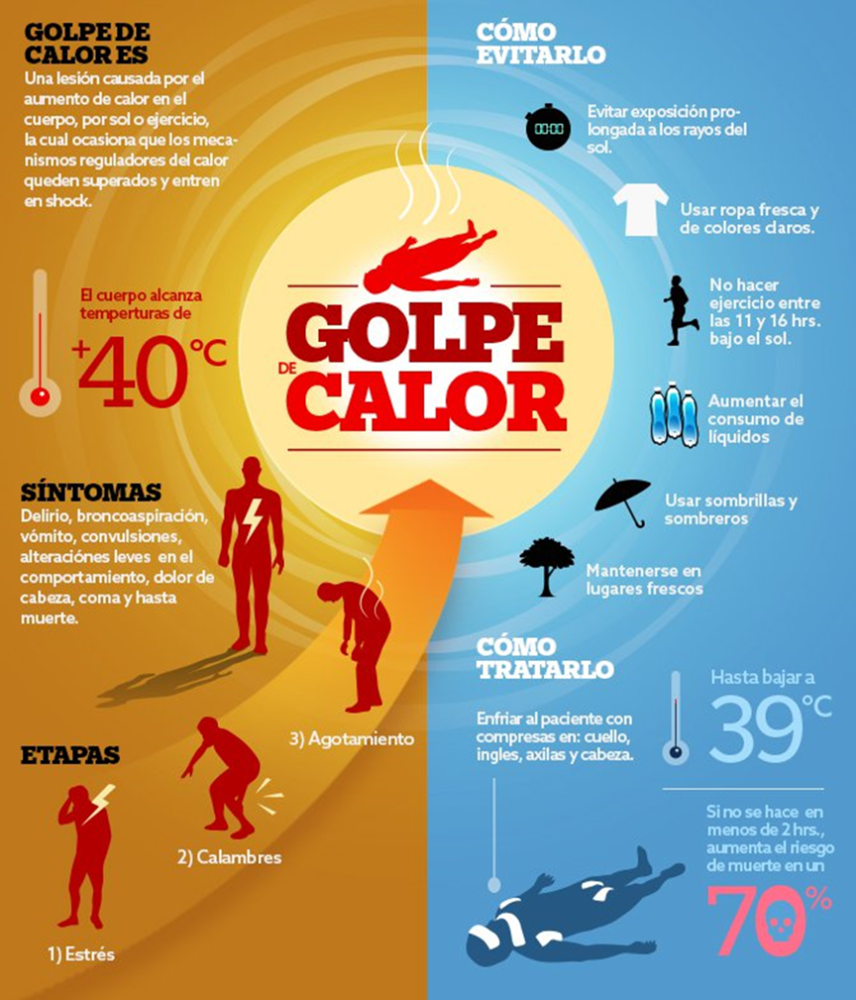 GOLPE DE
CALOR ES
Una lesión causada por el
aumento de calor en el
cuerpo, por sol o ejercicio,
la cual ocasiona que los meca-
nismos reguladores del calor
queden superados y entren
en shock.
El cuerpo alcanza
temperturas de
+40°C
SÍNTOMAS
Delirio, broncoaspiración,
vómito, convulsiones,
alteraciónes leves en el
comportamiento, dolor de
cabeza, coma y hasta
muerte.
ETAPAS
1) Estrés
2) Calambres
3) Agotamiento
GOLPE
DE
CALOR
CÓMO
EVITARLO
00:00
Evitar exposición pro-
longada a los rayos del
sol.
Usar ropa fresca y
de colores claros.
No hacer
ejercicio entre
las 11 y 16 hrs.
bajo el sol.
Aumentar el
consumo de
líquidos
Usar sombrillas y
sombreros
Mantenerse en
lugares frescos
CÓMO
TRATARLO
Enfriar al paciente con
compresas en: cuello,
ingles, axilas y cabeza.
Hasta bajar a
39°C
Si no se hace en
menos de 2 hrs.,
aumenta el riesgo
de muerte en un
70%